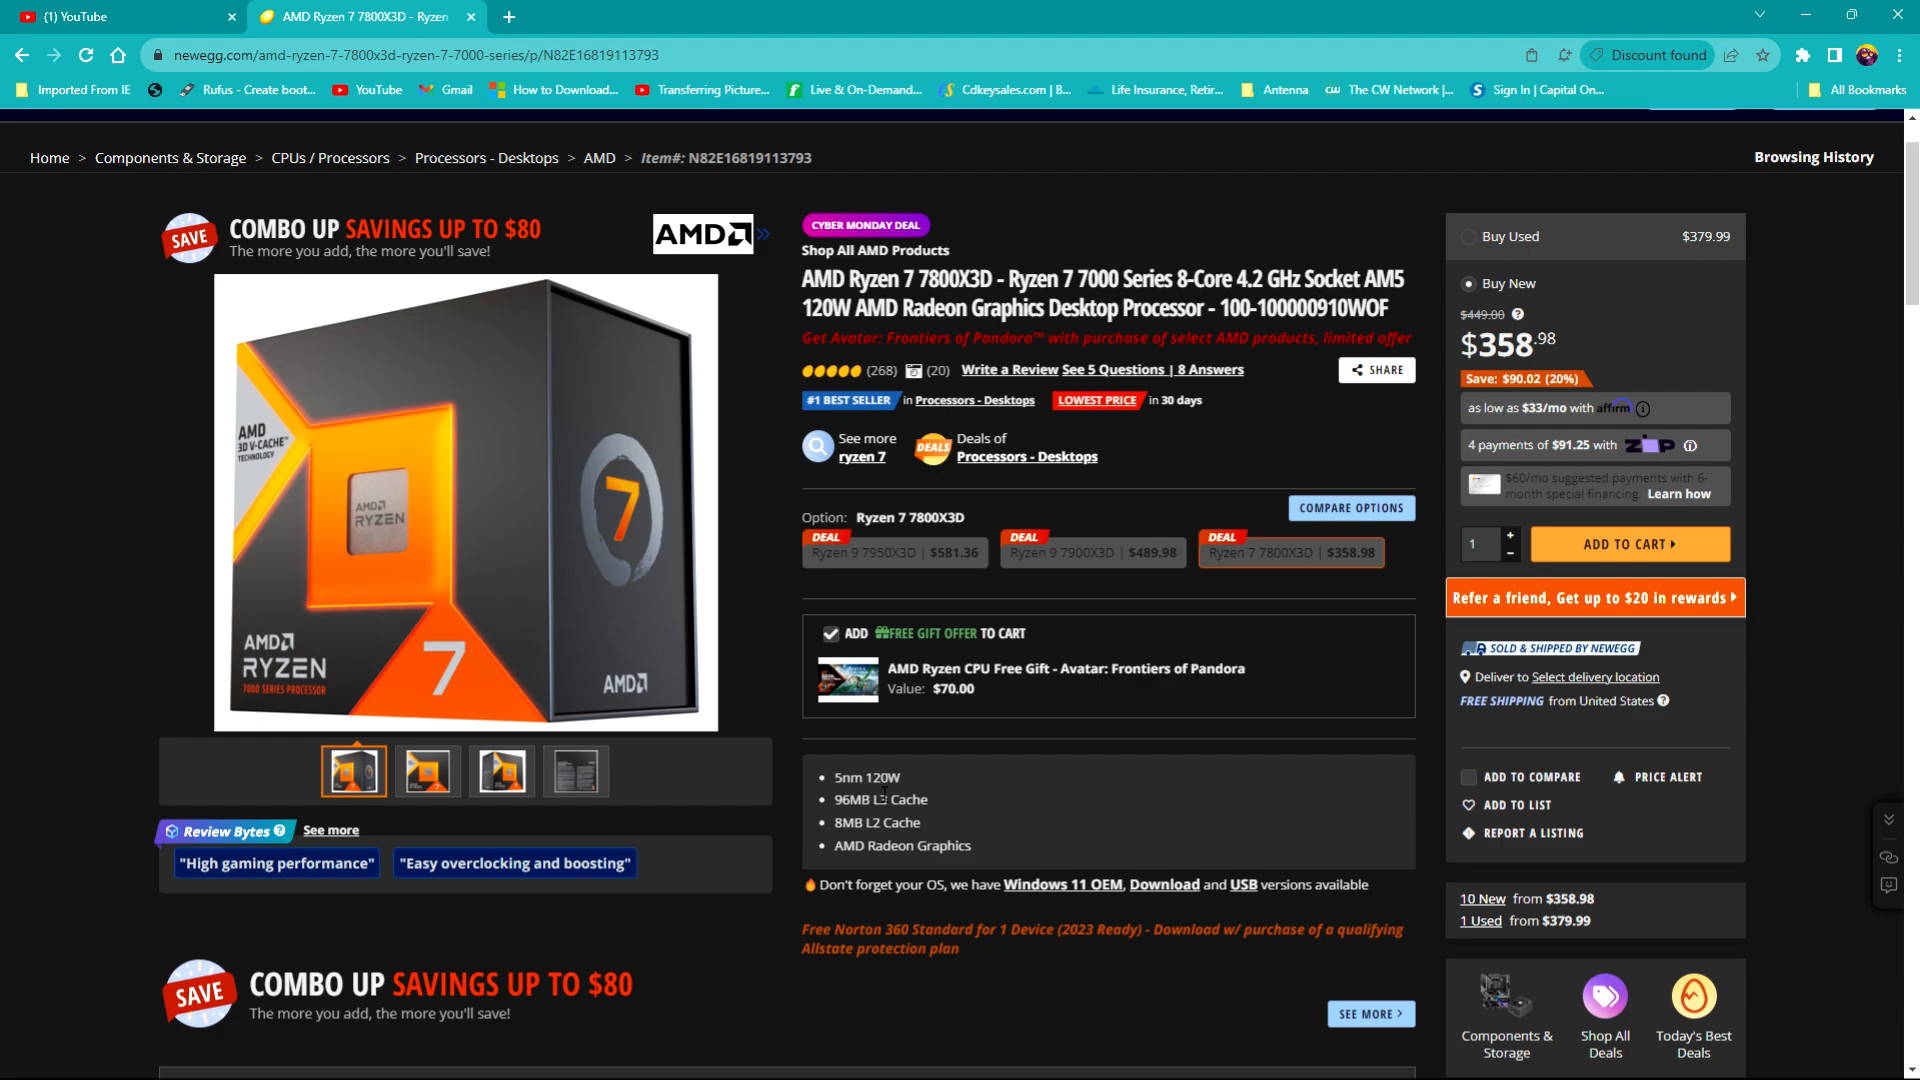 (1) YouTube
AMD Ryzen 7 7800X3D - Ryzen
newegg.com/amd-ryzen-7-7800x3d-ryzen-7-7000-series/p/N82E16819113793
Discount found
Imported From IE
Rufus - Create boot...
YouTube
Gmail
How to Download...
Transferring Picture...
Live & On-Demand...
Cdkeysales.com | B...
Life Insurance, Retir...
Antenna
The CW Network |...
Sign In | Capital On...
All Bookmarks
Home > Components & Storage > CPUs / Processors > Processors - Desktops > AMD > Item#: N82E16819113793
Browsing History
SAVE
COMBO UP SAVINGS UP TO $80
The more you add, the more you'll save!
AMD
AMD
3D V-CACHE™
TECHNOLOGY
AMD
RYZEN
7
AMD
RYZEN
7000 SERIES PROCESSOR
7
AMD
Review Bytes
See more
"High gaming performance"
"Easy overclocking and boosting"
CYBER MONDAY DEAL
Shop All AMD Products
AMD Ryzen 7 7800X3D - Ryzen 7 7000 Series 8-Core 4.2 GHz Socket AM5
120W AMD Radeon Graphics Desktop Processor - 100-100000910WOF
Get Avatar: Frontiers of Pandora™ with purchase of select AMD products, limited offer
(268) (20) Write a Review See 5 Questions | 8 Answers
SHARE
#1 BEST SELLER in Processors - Desktops
LOWEST PRICE in 30 days
See more
ryzen 7
DEALS
Deals of
Processors - Desktops
Option: Ryzen 7 7800X3D
COMPARE OPTIONS
DEAL
Ryzen 9 7950X3D | $581.36
DEAL
Ryzen 9 7900X3D | $489.98
DEAL
Ryzen 7 7800X3D | $358.98
ADD FREE GIFT OFFER TO CART
AMD Ryzen CPU Free Gift - Avatar: Frontiers of Pandora
Value: $70.00
5nm 120W
96MB L3 Cache
8MB L2 Cache
AMD Radeon Graphics
Don't forget your OS, we have Windows 11 OEM, Download and USB versions available
Free Norton 360 Standard for 1 Device (2023 Ready) - Download w/ purchase of a qualifying
Allstate protection plan
SAVE
COMBO UP SAVINGS UP TO $80
The more you add, the more you'll save!
SEE MORE
Buy Used
$379.99
Buy New
$449.00
$358.98
Save: $90.02 (20%)
as low as $33/mo with affirm
4 payments of $91.25 with ZIP
$60/mo suggested payments with 6-
month special financing. Learn how
1
+
-
ADD TO CART
Refer a friend, Get up to $20 in rewards
SOLD & SHIPPED BY NEWEGG
Deliver to Select delivery location
FREE SHIPPING from United States
ADD TO COMPARE
PRICE ALERT
ADD TO LIST
REPORT A LISTING
10 New from $358.98
1 Used from $379.99
Components &
Storage
Shop All
Deals
Today's Best
Deals